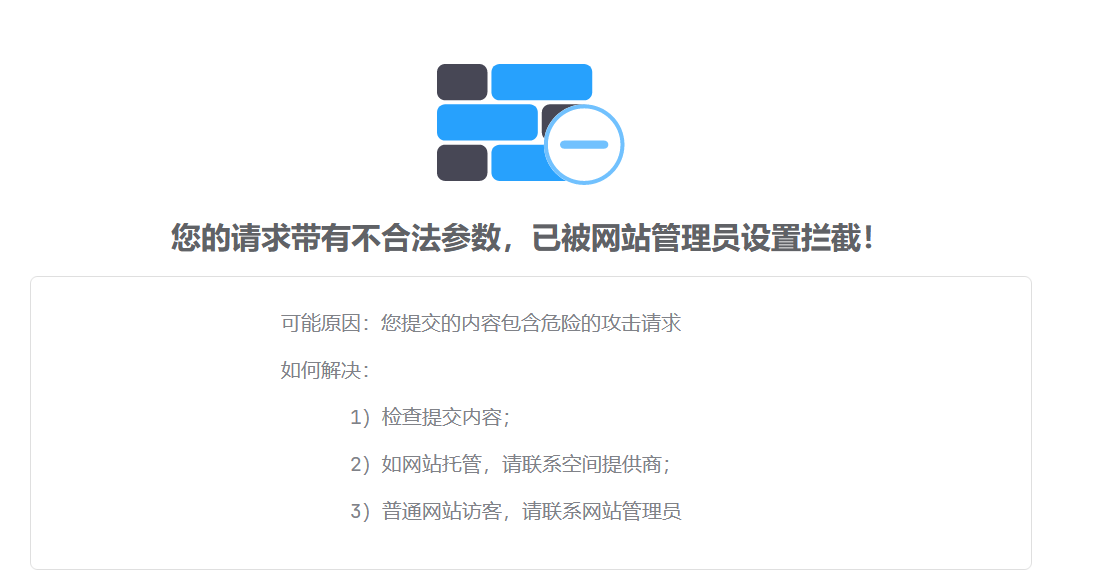 您的请求带有不合法参数，已被网站管理员设置拦截！
可能原因：您提交的内容包含危险的攻击请求
如何解决：
1）检查提交内容；
2）如网站托管，请联系空间提供商；
3）普通网站访客，请联系网站管理员